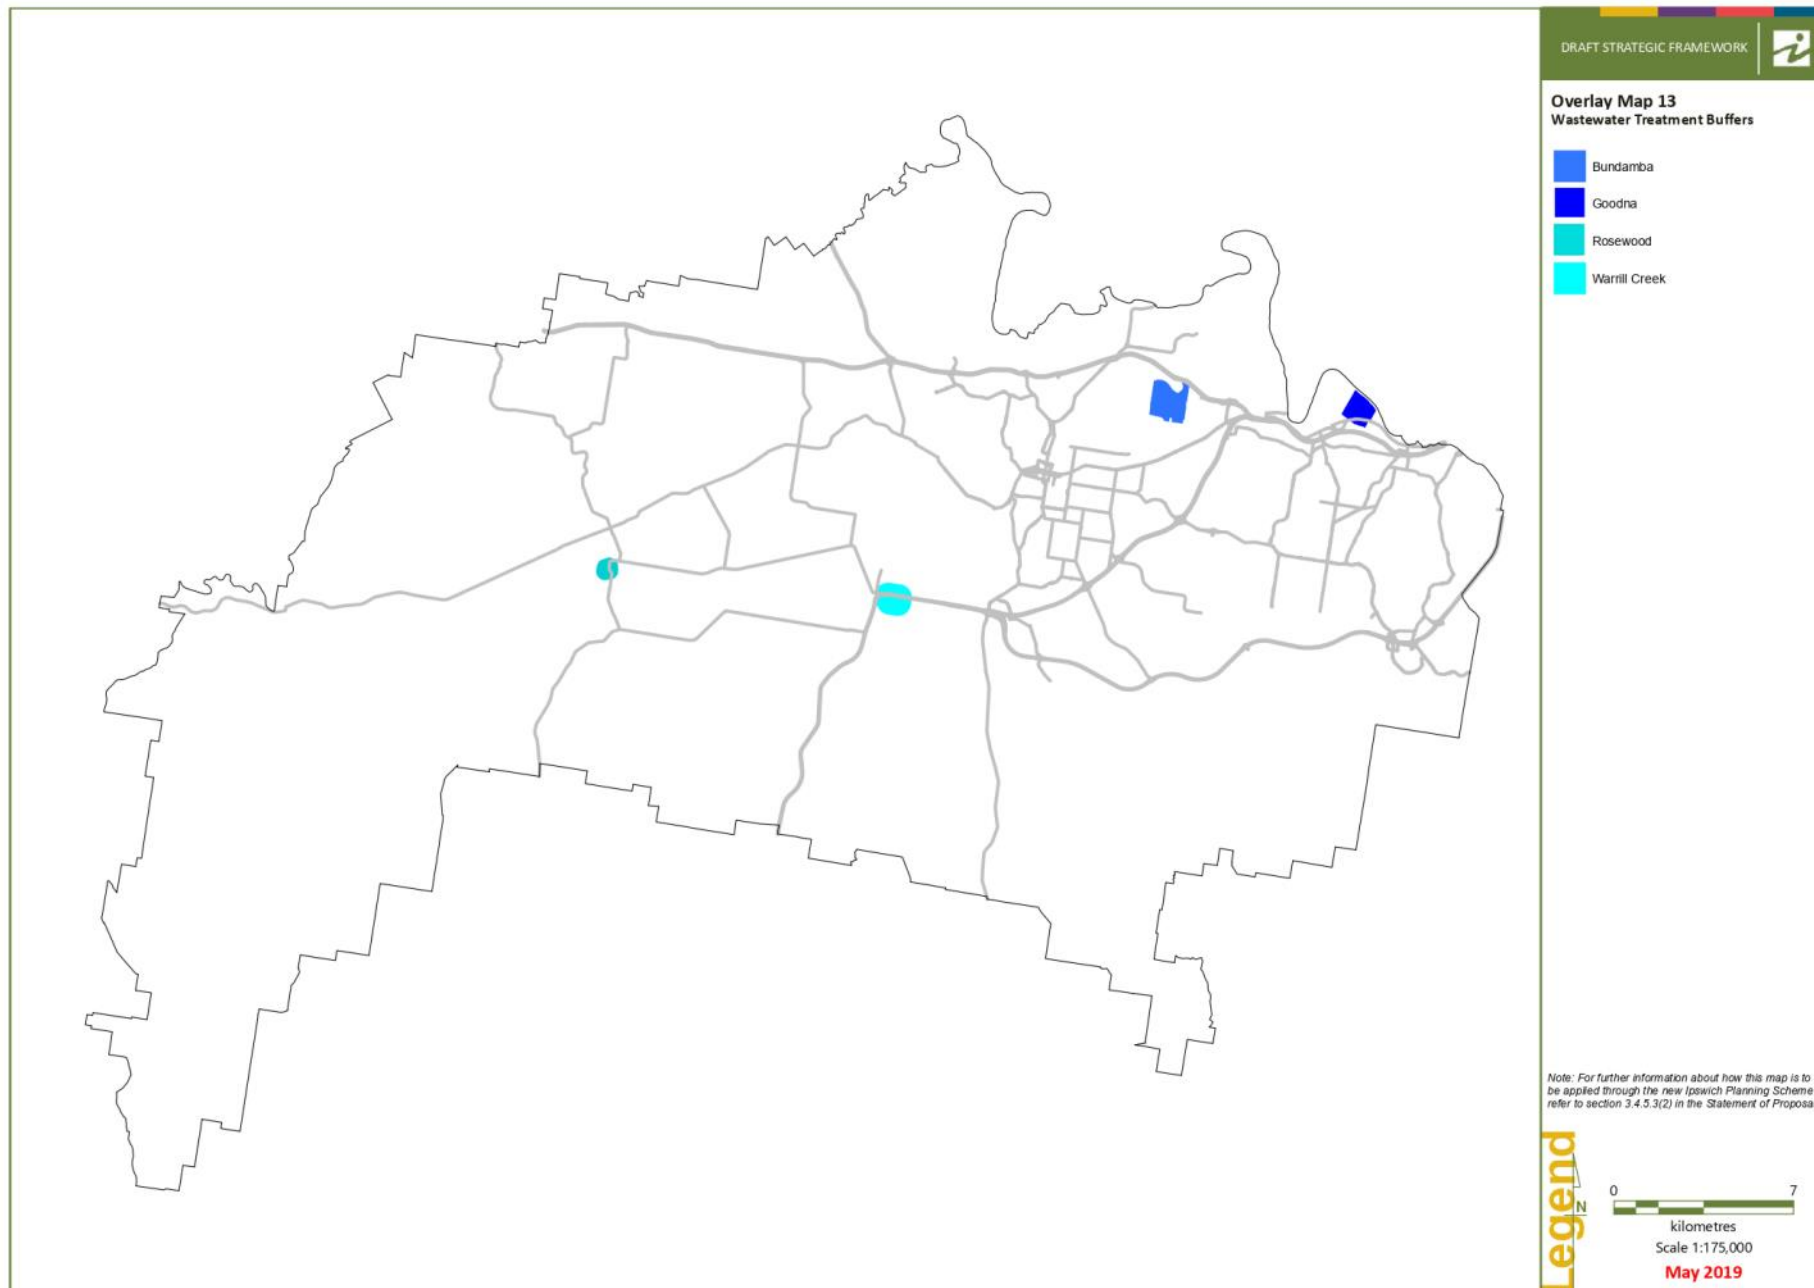 DRAFT STRATEGIC FRAMEWORK
Overlay Map 13
Wastewater Treatment Buffers
Bundamba
Goodna
Rosewood
Warrill Creek
Note: For further information about how this map is to
be applied through the new Ipswich Planning Scheme
refer to section 3.4.5.3(2) in the Statement of Proposa
Legend
N
0 7
kilometres
Scale 1:175,000
May 2019